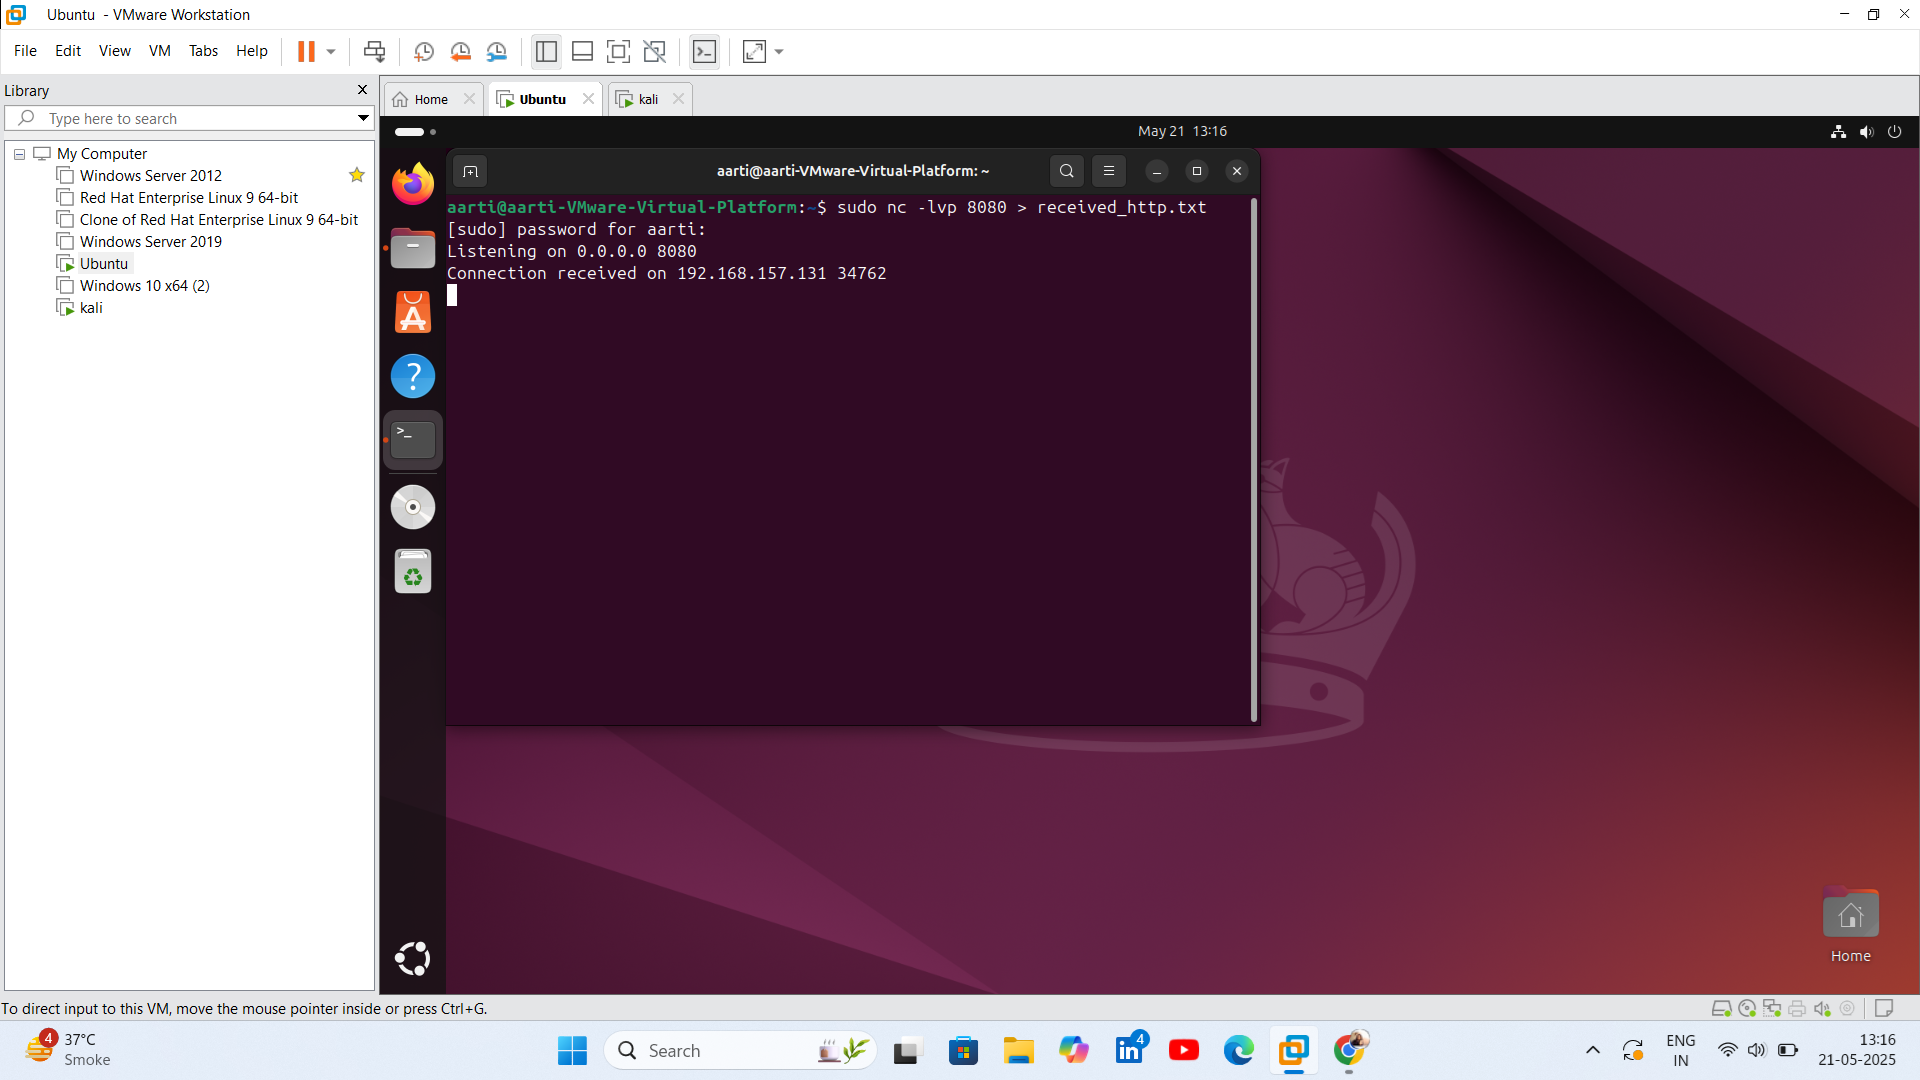 Ubuntu - VMware Workstation
File Edit View VM Tabs Help
Library
Type here to search
My Computer
Windows Server 2012
Red Hat Enterprise Linux 9 64-bit
Clone of Red Hat Enterprise Linux 9 64-bit
Windows Server 2019
Ubuntu
Windows 10 x64 (2)
kali
Home Ubuntu kali
May 21 13:16
aarti@aarti-VMware-Virtual-Platform: ~
aarti@aarti-VMware-Virtual-Platform:~$ sudo nc -lvp 8080 > received_http.txt
[sudo] password for aarti:
Listening on 0.0.0.0 8080
Connection received on 192.168.157.131 34762
Home
To direct input to this VM, move the mouse pointer inside or press Ctrl+G.
4
37°C
Smoke
Search
4
ENG
IN
13:16
21-05-2025